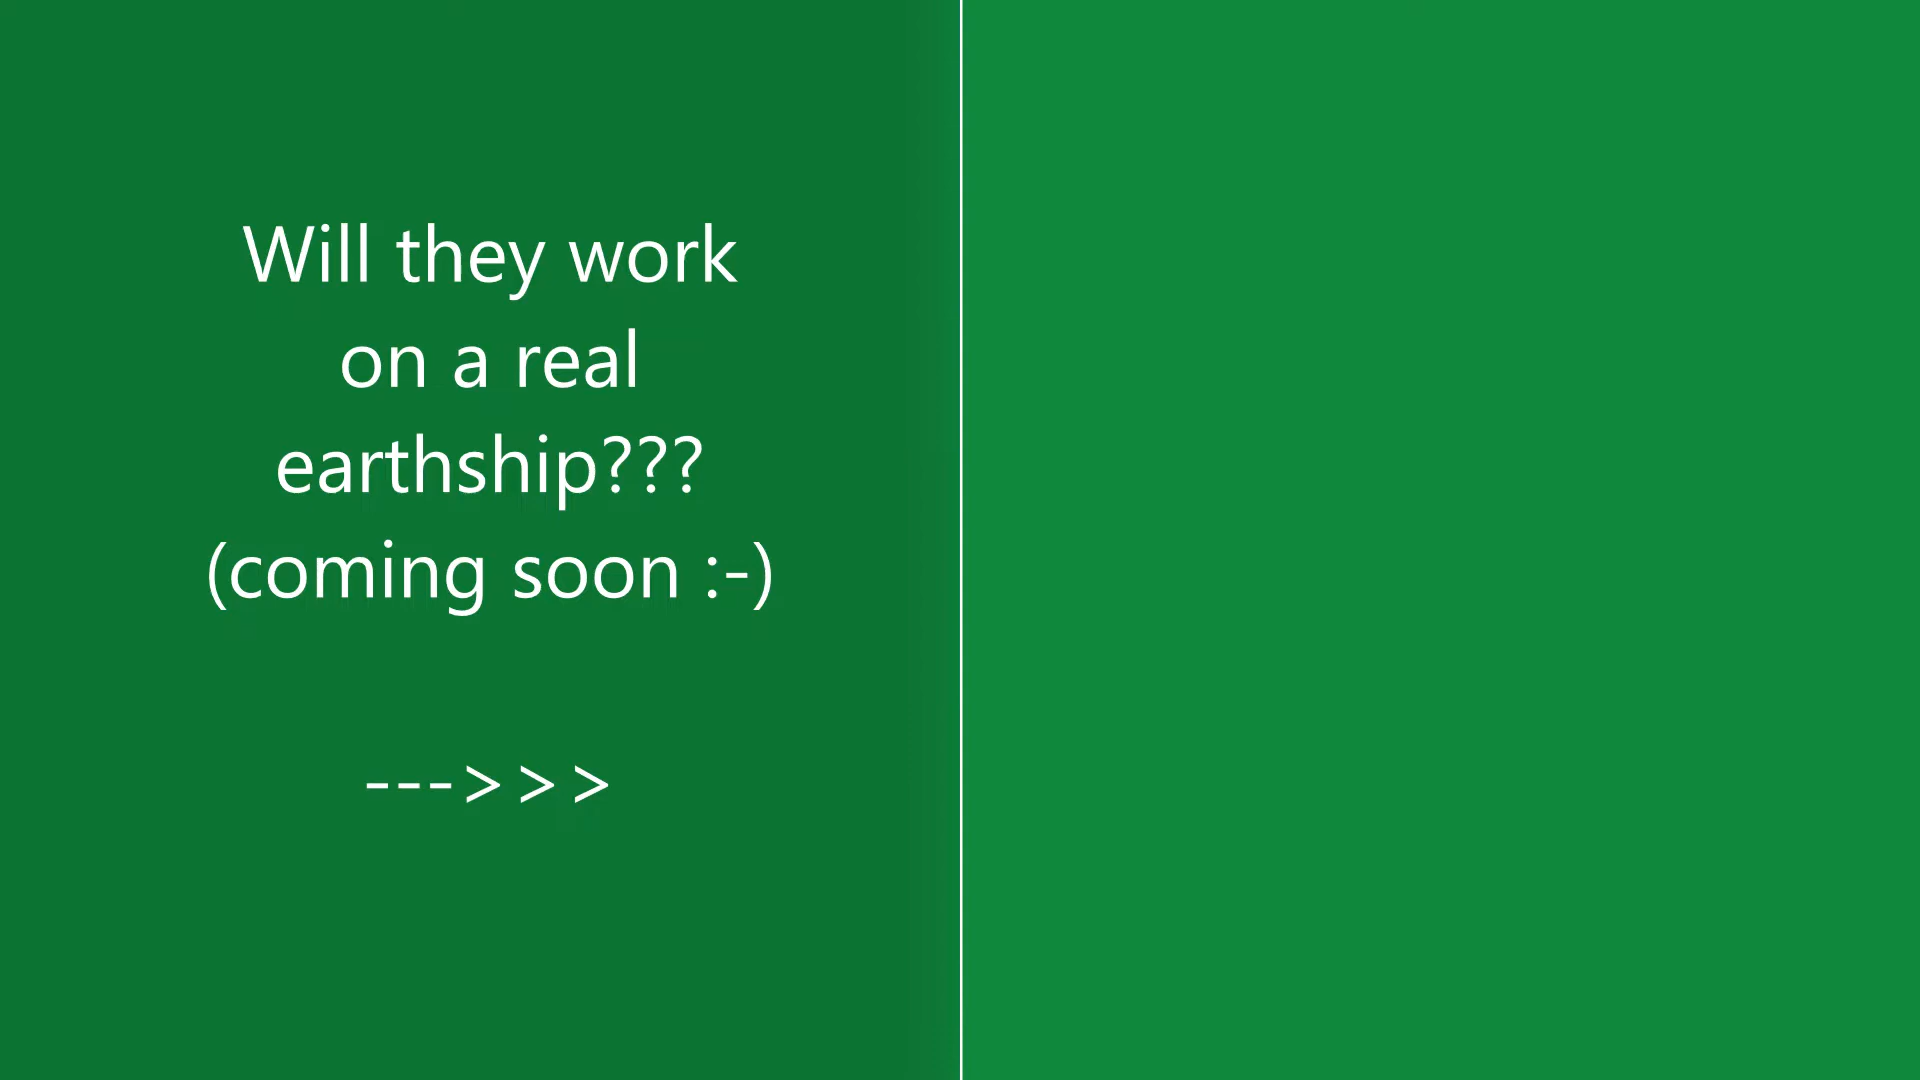 Will they work
on a real
earthship???
(coming soon :-)
--->>>